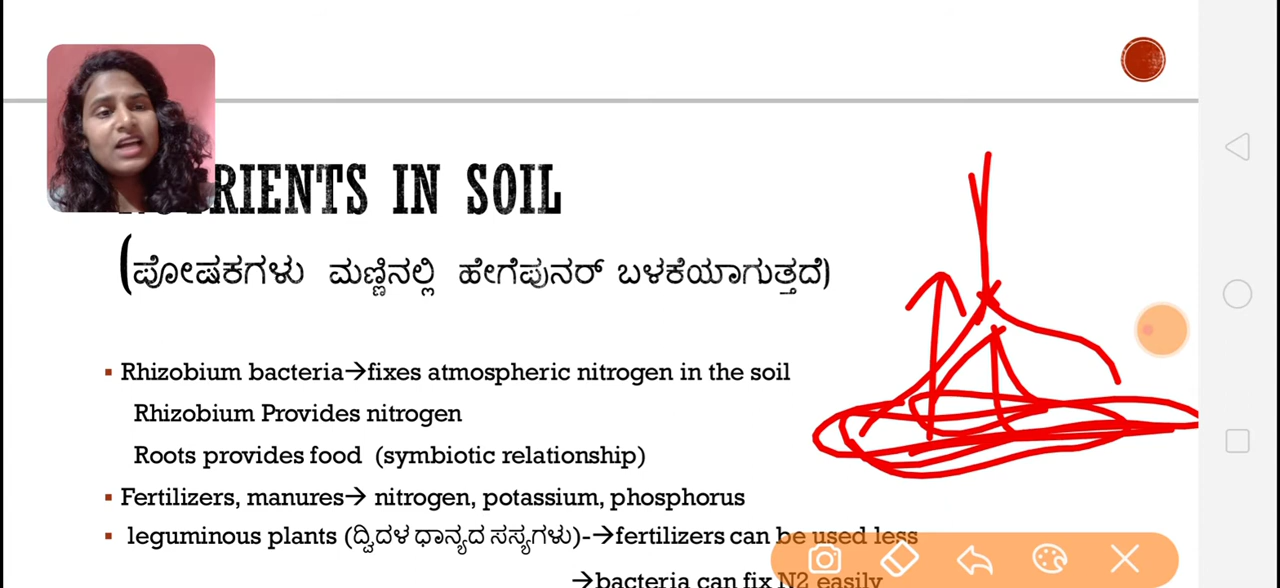 RIENTS IN SOIL
(ಪೋಷಕಗಳು ಮಣ್ಣಿನಲ್ಲಿ ಹೇಗೆಪುನರ್ ಬಳಕೆಯಾಗುತ್ತದೆ)
▪ Rhizobium bacteria→fixes atmospheric nitrogen in the soil
Rhizobium Provides nitrogen
Roots provides food (symbiotic relationship)
▪ Fertilizers, manures→ nitrogen, potassium, phosphorus
▪ leguminous plants (ದ್ವಿದಳ ಧಾನ್ಯದ ಸಸ್ಯಗಳು)-→fertilizers can be used less
→bacteria can fix N2 easily